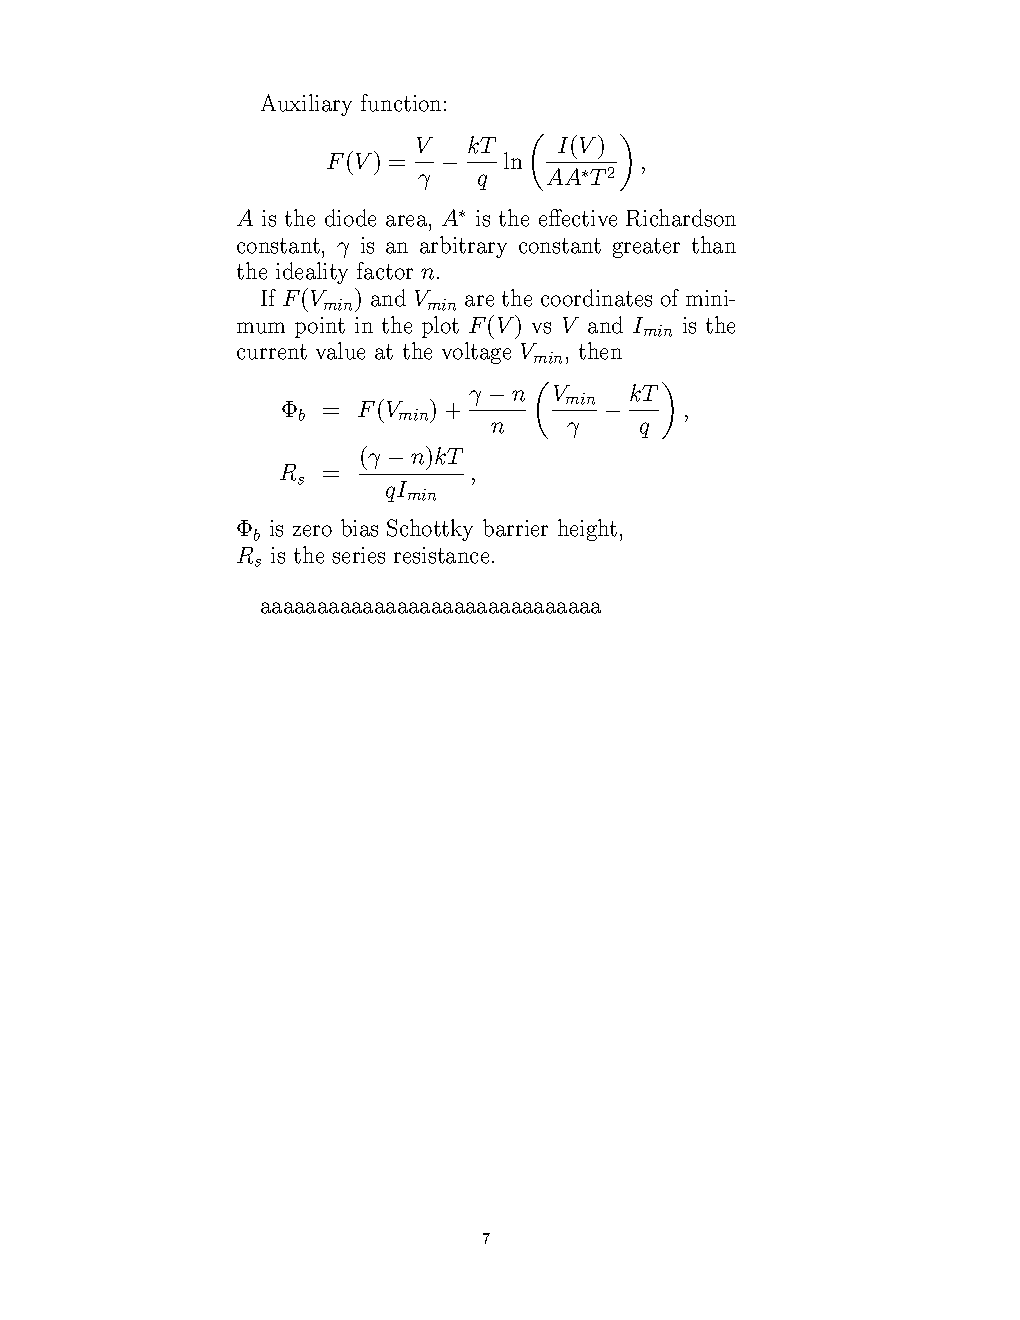 Auxiliary function:
F(V) = \frac{V}{\gamma} - \frac{kT}{q} \ln \left( \frac{I(V)}{AA^*T^2} \right),
A is the diode area, A^* is the effective Richardson
constant, γ is an arbitrary constant greater than
the ideality factor n.
If F(V_{min}) and V_{min} are the coordinates of mini-
mum point in the plot F(V) vs V and I_{min} is the
current value at the voltage V_{min}, then
Φ_b = F(V_{min}) + \frac{\gamma - n}{n} \left( \frac{V_{min}}{\gamma} - \frac{kT}{q} \right),
R_s = \frac{(\gamma - n)kT}{qI_{min}},
Φ_b is zero bias Schottky barrier height,
R_s is the series resistance.
aaaaaaaaaaaaaaaaaaaaaaaaaaaaaa
7